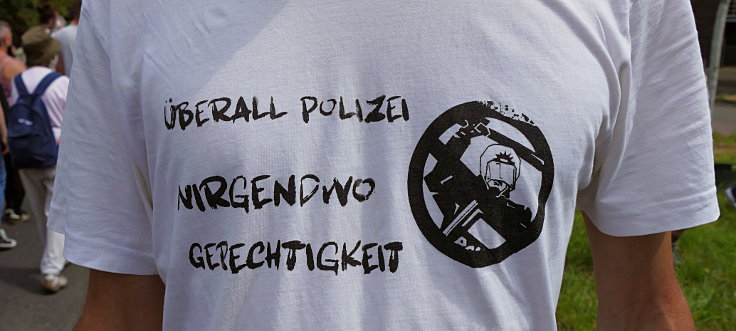 ÜBERALL POLIZEI
NIRGENDWO
GERECHTIGKEIT